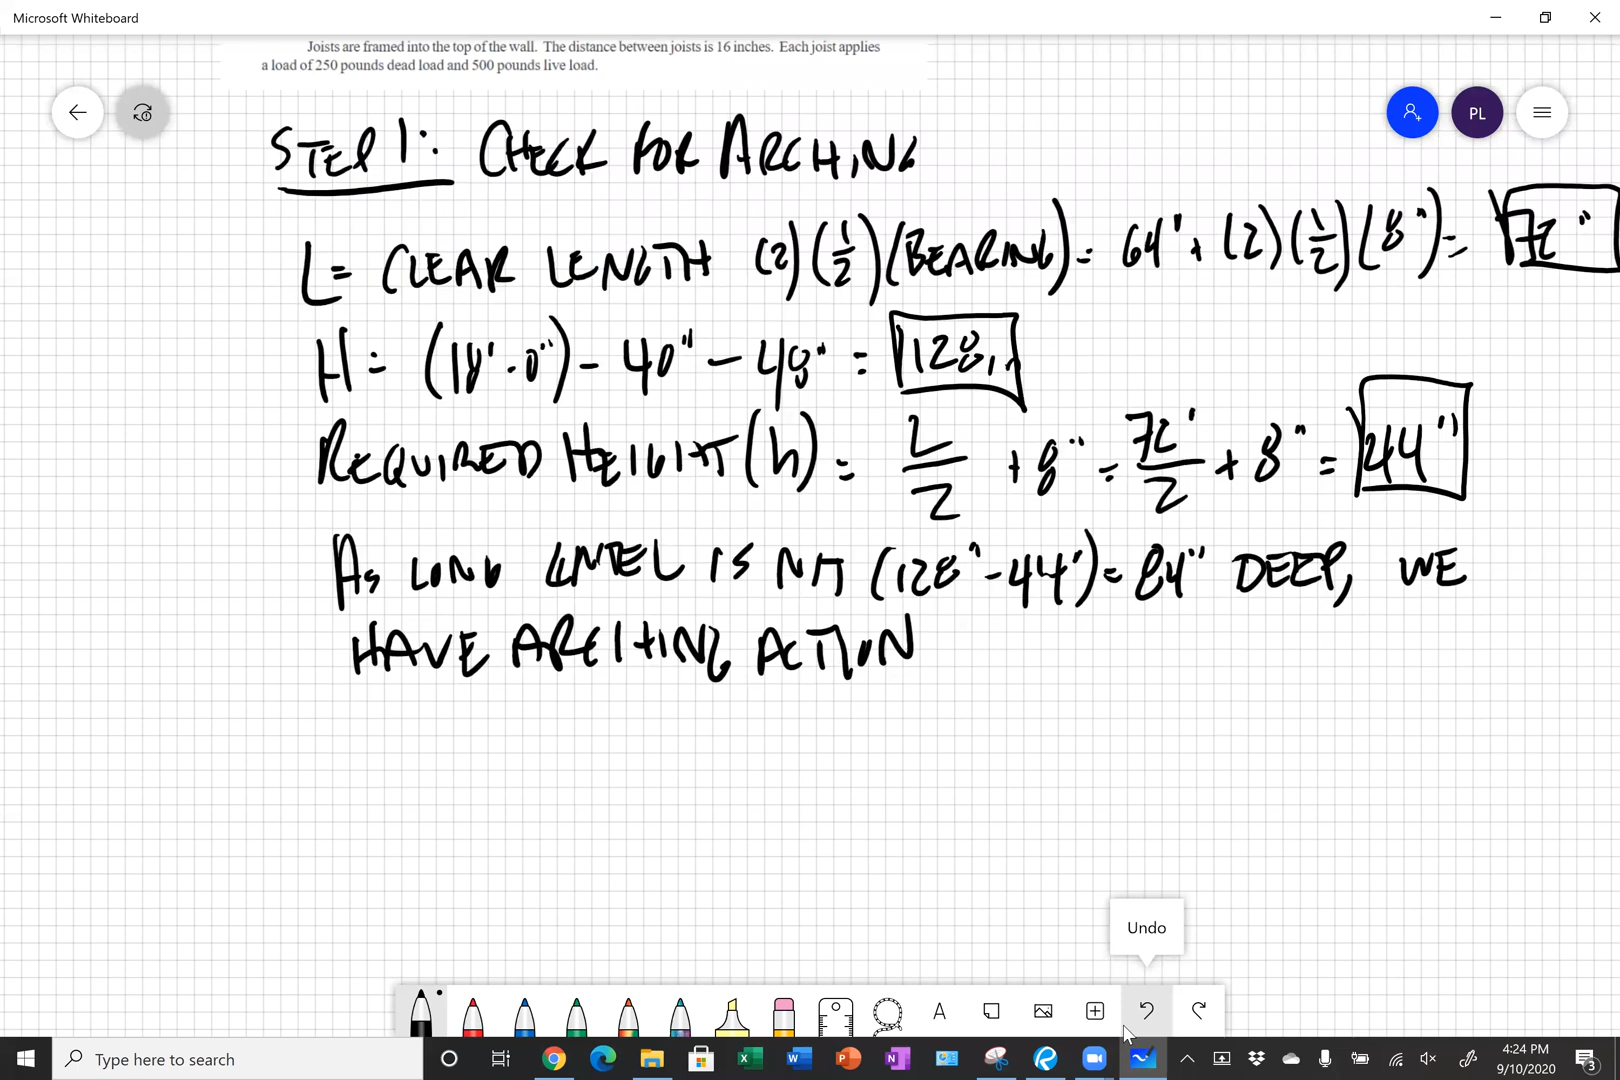 Microsoft Whiteboard
Joists are framed into the top of the wall. The distance between joists is 16 inches. Each joist applies
a load of 250 pounds dead load and 500 pounds live load.
PL
STEP 1: CHECK FOR ARCHING
L = CLEAR LENGTH (2)(1/2)(BEARING) = 64" + (2)(1/2)(8") = 72"
H = (18'-0") - 40" - 48" = 128in
REQUIRED HEIGHT (h) = L/2 + 8" = 72"/2 + 8" = 44"
AS LONG LINTEL IS NOT (128" - 44") = 84" DEEP, WE
HAVE ARCHING ACTION
Undo
A
Type here to search
4:24 PM
9/10/2020
3